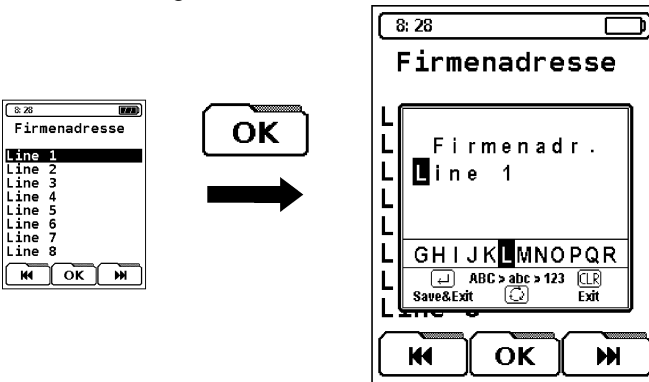 8:28
Firmenadresse
Line 1
Line 2
Line 3
Line 4
Line 5
Line 6
Line 7
Line 8
OK
OK
8:28
Firmenadresse
L
L
L
L
L
L
L
Firmenadr.
Line 1
GHIJKLMNOPQR
ABC > abc > 123 CLR
Save&Exit Exit
OK